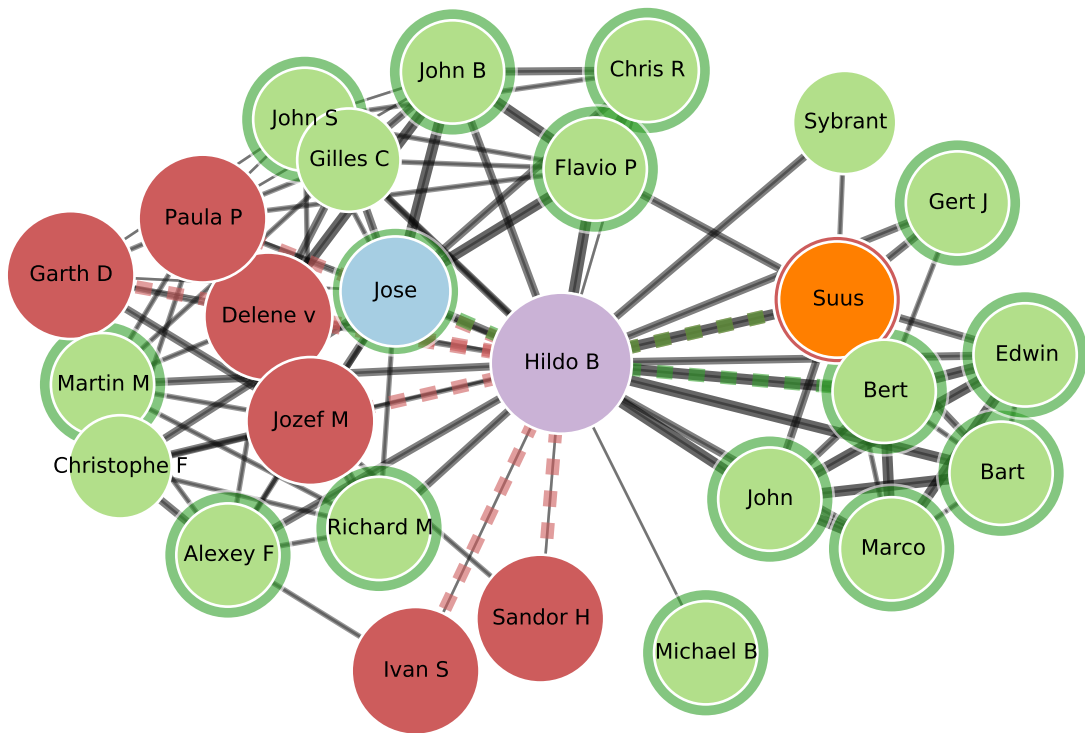 John B
Chris R
John S
Sybrant
Gilles C
Flavio P
Gert J
Paula P
Garth D
Jose
Suus
Delene v
Edwin
Hildo B
Martin M
Bert
Jozef M
Christophe F
Bart
John
Richard M
Marco
Alexey F
Sandor H
Michael B
Ivan S